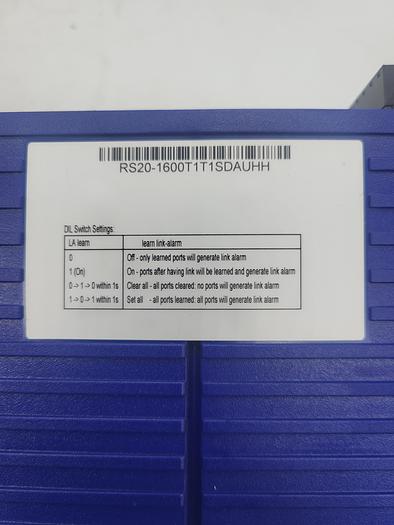 RS20-1600T1T1SDAUHH
DIL Switch Settings:
LA learn learn link-alarm
0 Off - only learned ports will generate link alarm
1 (On) On - ports after having link will be learned and generate link alarm
0 -> 1 -> 0 within 1s Clear all - all ports cleared: no ports will generate link alarm
1 -> 0 -> 1 within 1s Set all - all ports learned: all ports will generate link alarm